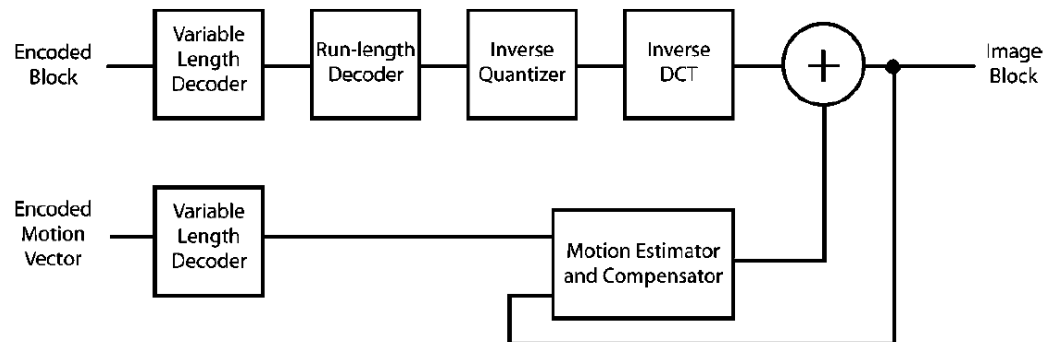 Encoded
Block
Variable
Length
Decoder
Run-length
Decoder
Inverse
Quantizer
Inverse
DCT
+
Image
Block
Encoded
Motion
Vector
Variable
Length
Decoder
Motion Estimator
and Compensator